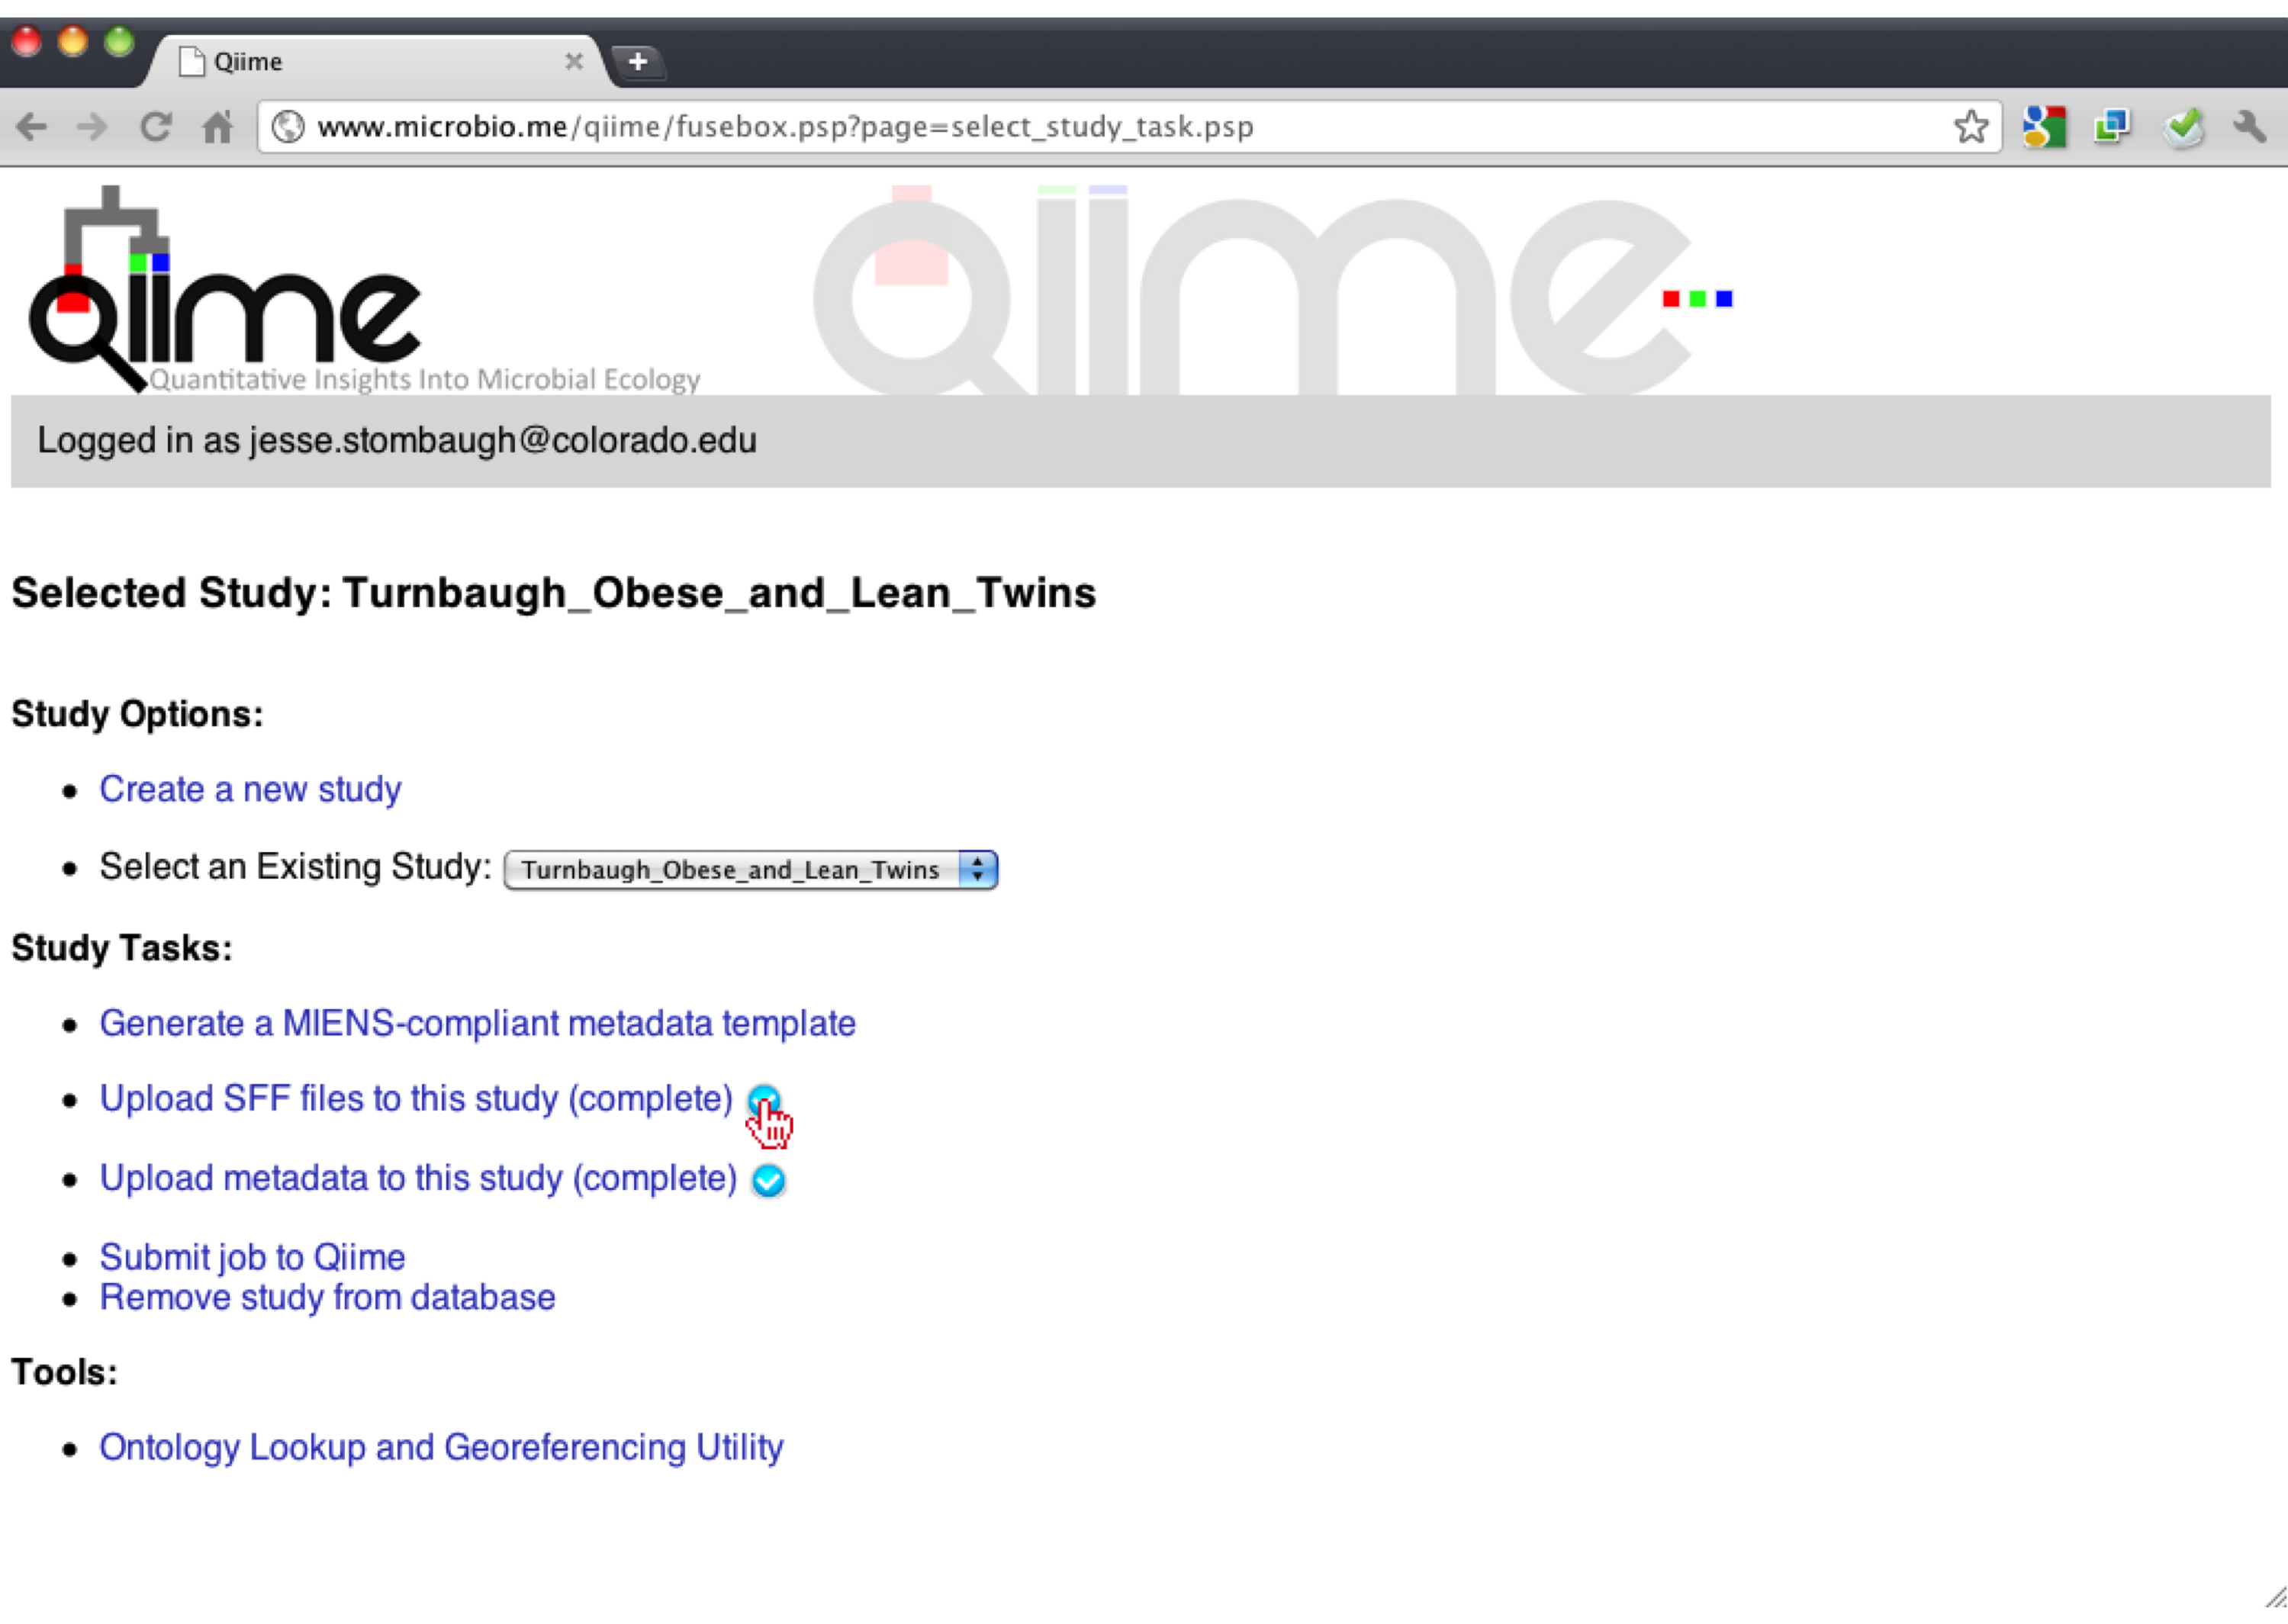 Qiime
www.microbio.me/qiime/fusebox.psp?page=select_study_task.psp
qiime
qiime
Quantitative Insights Into Microbial Ecology
Logged in as jesse.stombaugh@colorado.edu
Selected Study: Turnbaugh_Obese_and_Lean_Twins
Study Options:
Create a new study
Select an Existing Study: Turnbaugh_Obese_and_Lean_Twins
Study Tasks:
Generate a MIENS-compliant metadata template
Upload SFF files to this study (complete)
Upload metadata to this study (complete)
Submit job to Qiime
Remove study from database
Tools:
Ontology Lookup and Georeferencing Utility